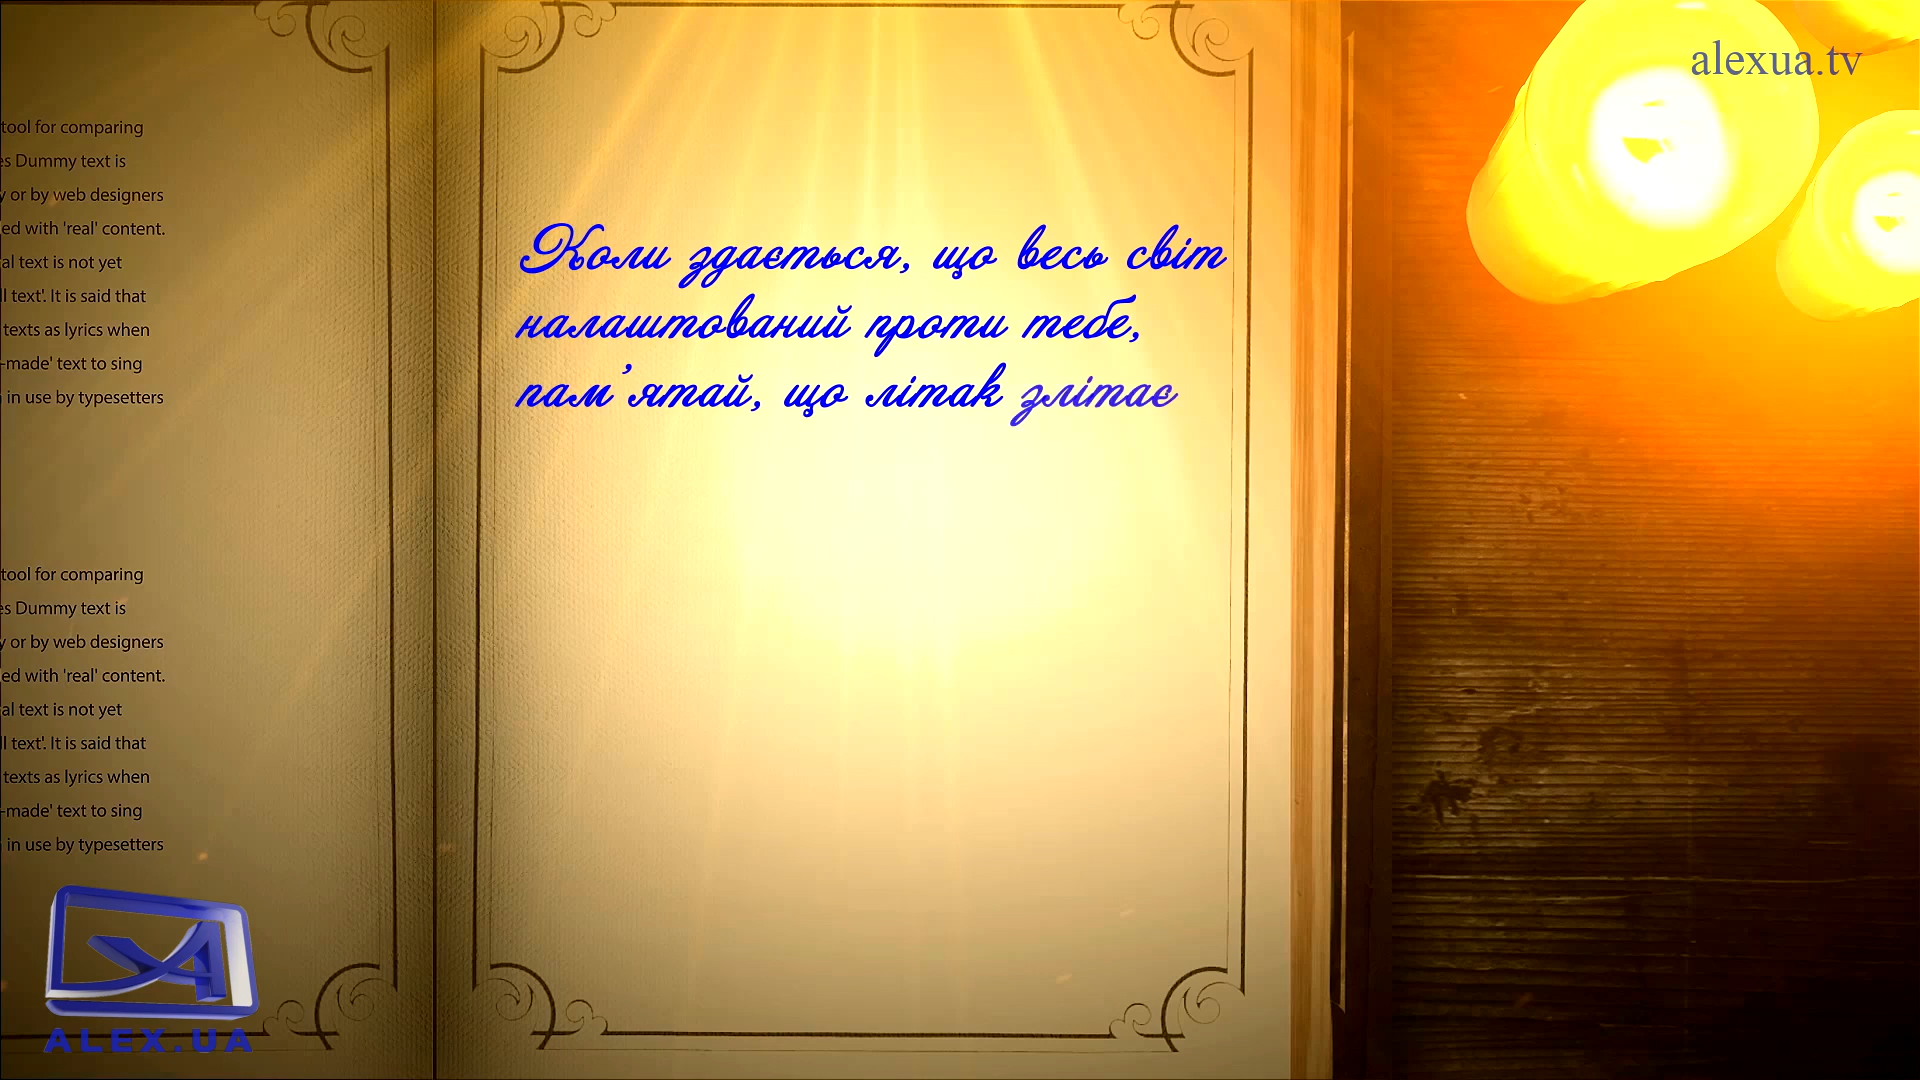 alexua.tv
tool for comparing
es Dummy text is
y or by web designers
ed with 'real' content.
al text is not yet
ll text'. It is said that
texts as lyrics when
-made' text to sing
in use by typesetters
Коли здається, що весь світ
налаштований проти тебе,
пам'ятай, що літак злітає
tool for comparing
es Dummy text is
y or by web designers
ed with 'real' content.
al text is not yet
ll text'. It is said that
texts as lyrics when
-made' text to sing
in use by typesetters
ALEX.UA